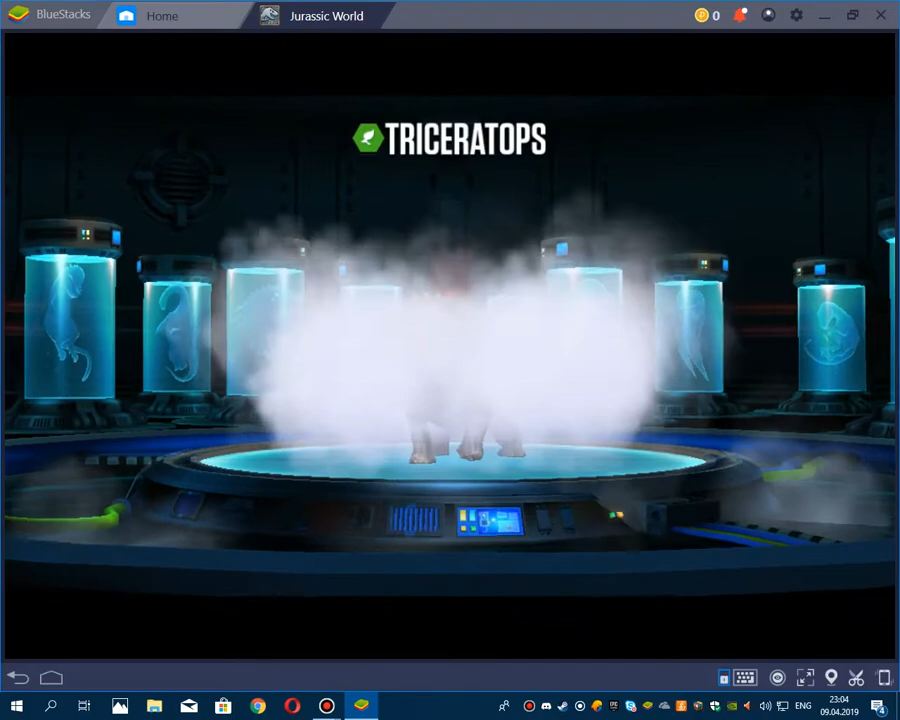 BlueStacks
Home
Jurassic World
0
TRICERATOPS
ENG
23:04
09.04.2019
4